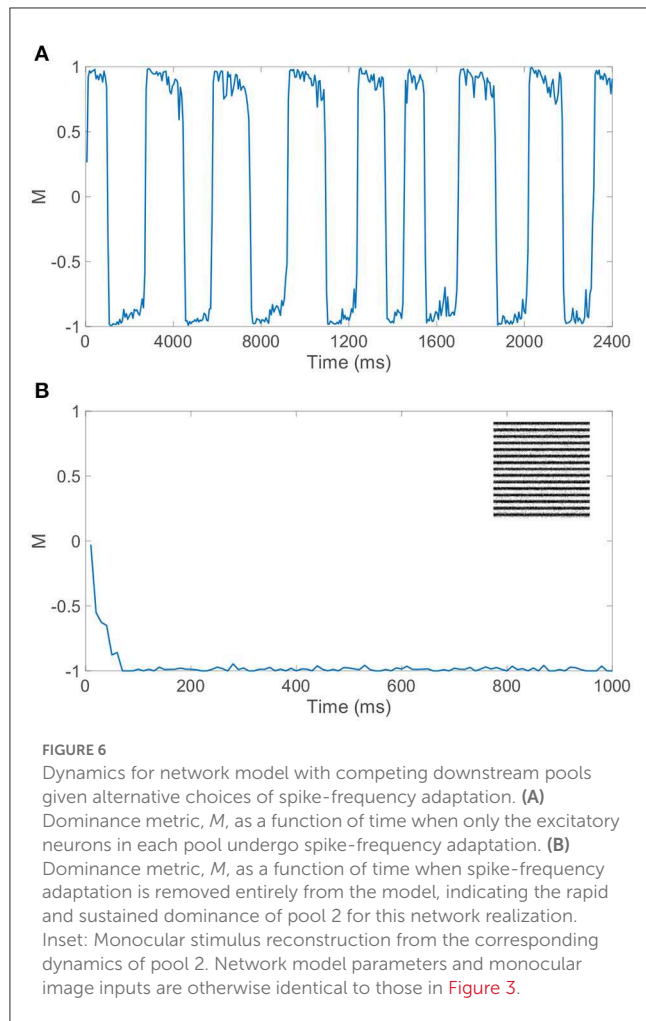 A
1
0.5
0
-0.5
-1
M
0 4000 8000 1200 1600 2000 2400
Time (ms)
B
1
0.5
0
-0.5
-1
M
0 200 400 600 800 1000
Time (ms)
FIGURE 6
Dynamics for network model with competing downstream pools
given alternative choices of spike-frequency adaptation. (A)
Dominance metric, M, as a function of time when only the excitatory
neurons in each pool undergo spike-frequency adaptation. (B)
Dominance metric, M, as a function of time when spike-frequency
adaptation is removed entirely from the model, indicating the rapid
and sustained dominance of pool 2 for this network realization.
Inset: Monocular stimulus reconstruction from the corresponding
dynamics of pool 2. Network model parameters and monocular
image inputs are otherwise identical to those in Figure 3.